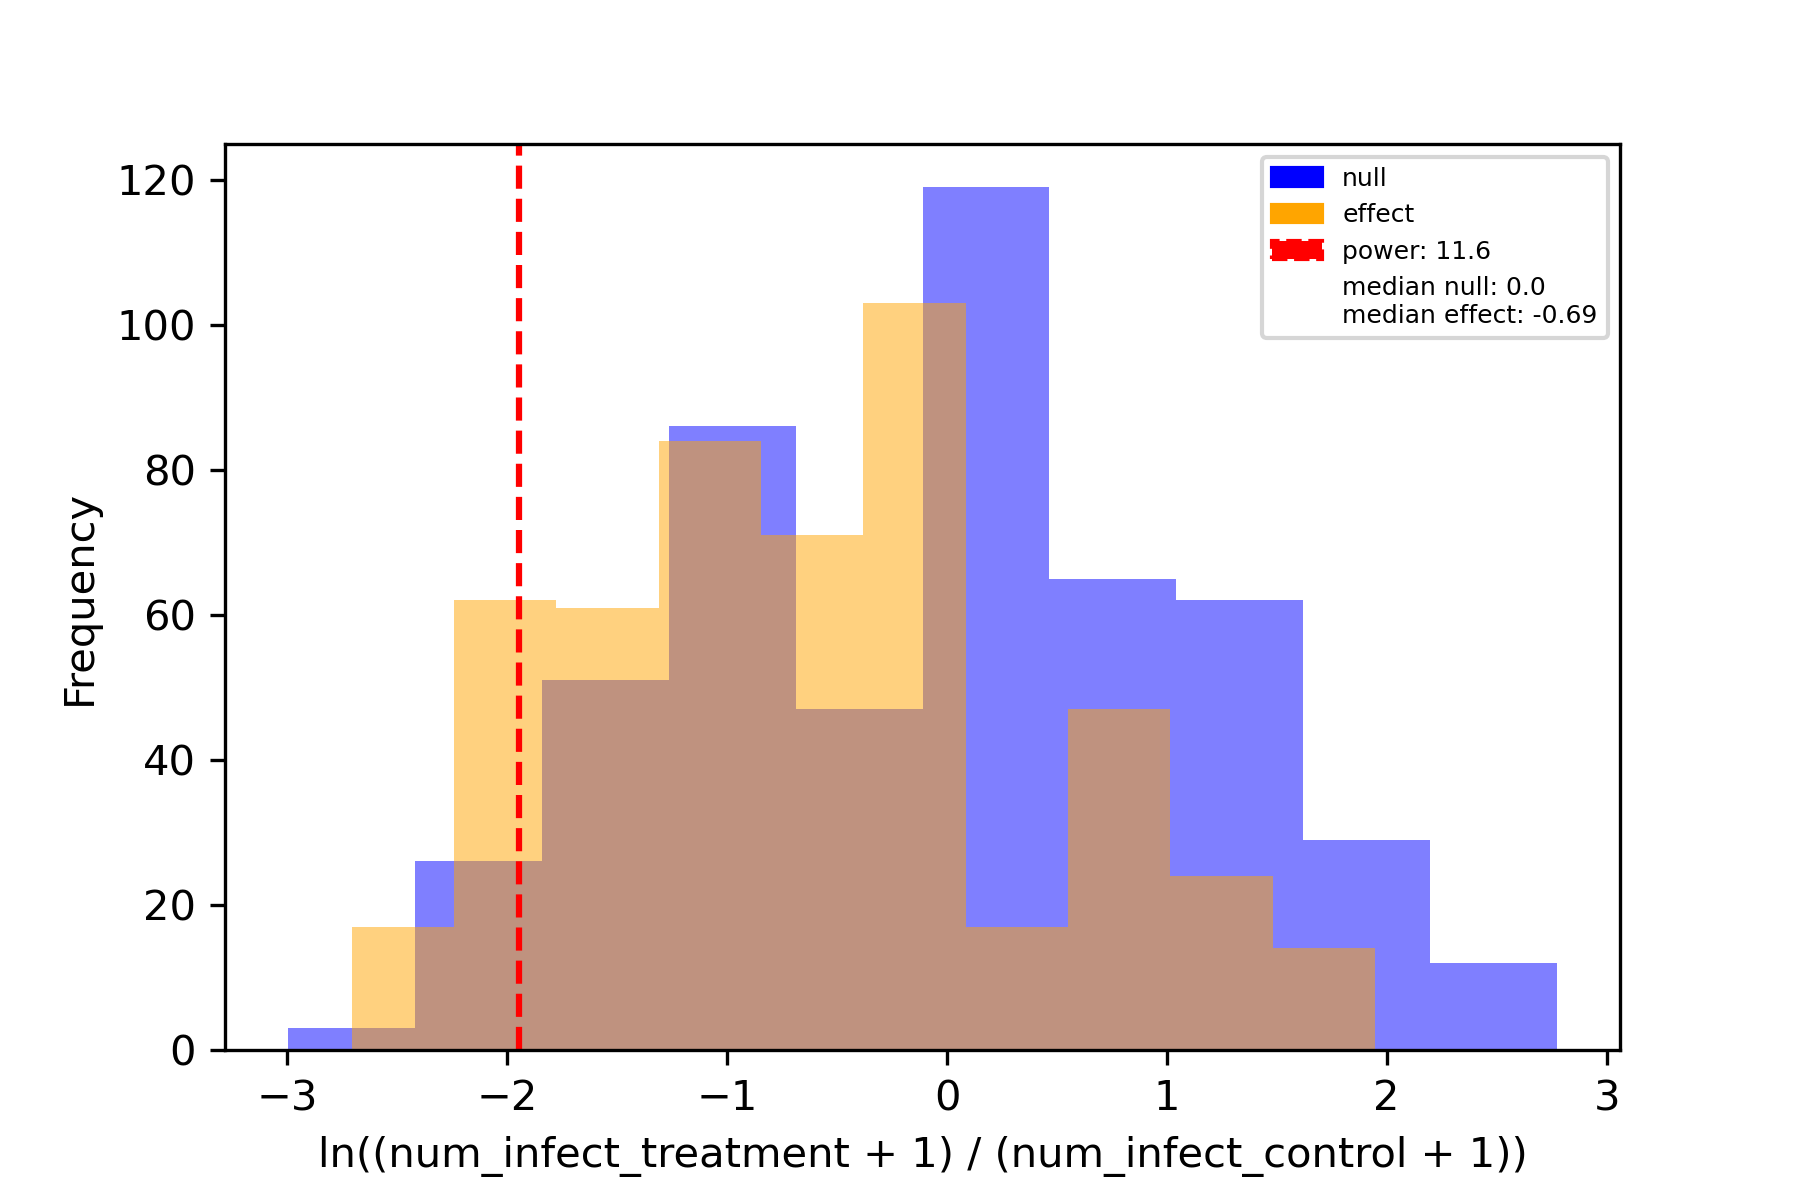 null
effect
power: 11.6
median null: 0.0
median effect: -0.69
120
100
80
60
40
20
0
Frequency
−3 −2 −1 0 1 2 3
ln((num_infect_treatment + 1) / (num_infect_control + 1))